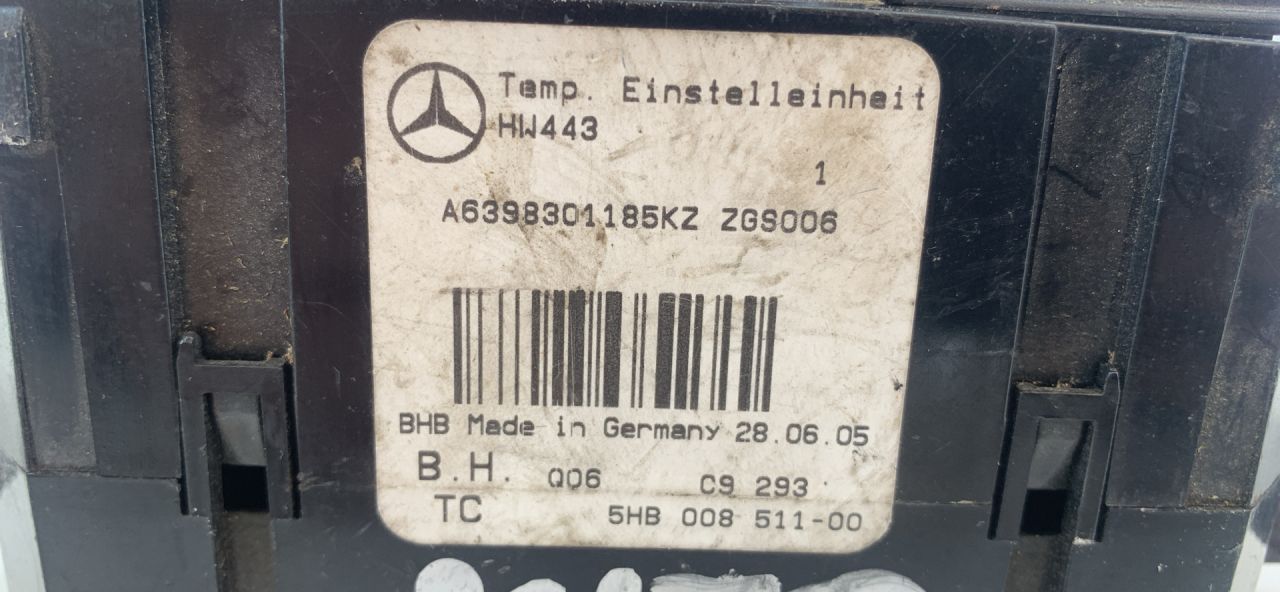 Temp. Einstelleinheit
HW443
1
A6398301185KZ ZGS006
BHB Made in Germany 28.06.05
B.H. Q06 C9 293
TC 5HB 008 511-00